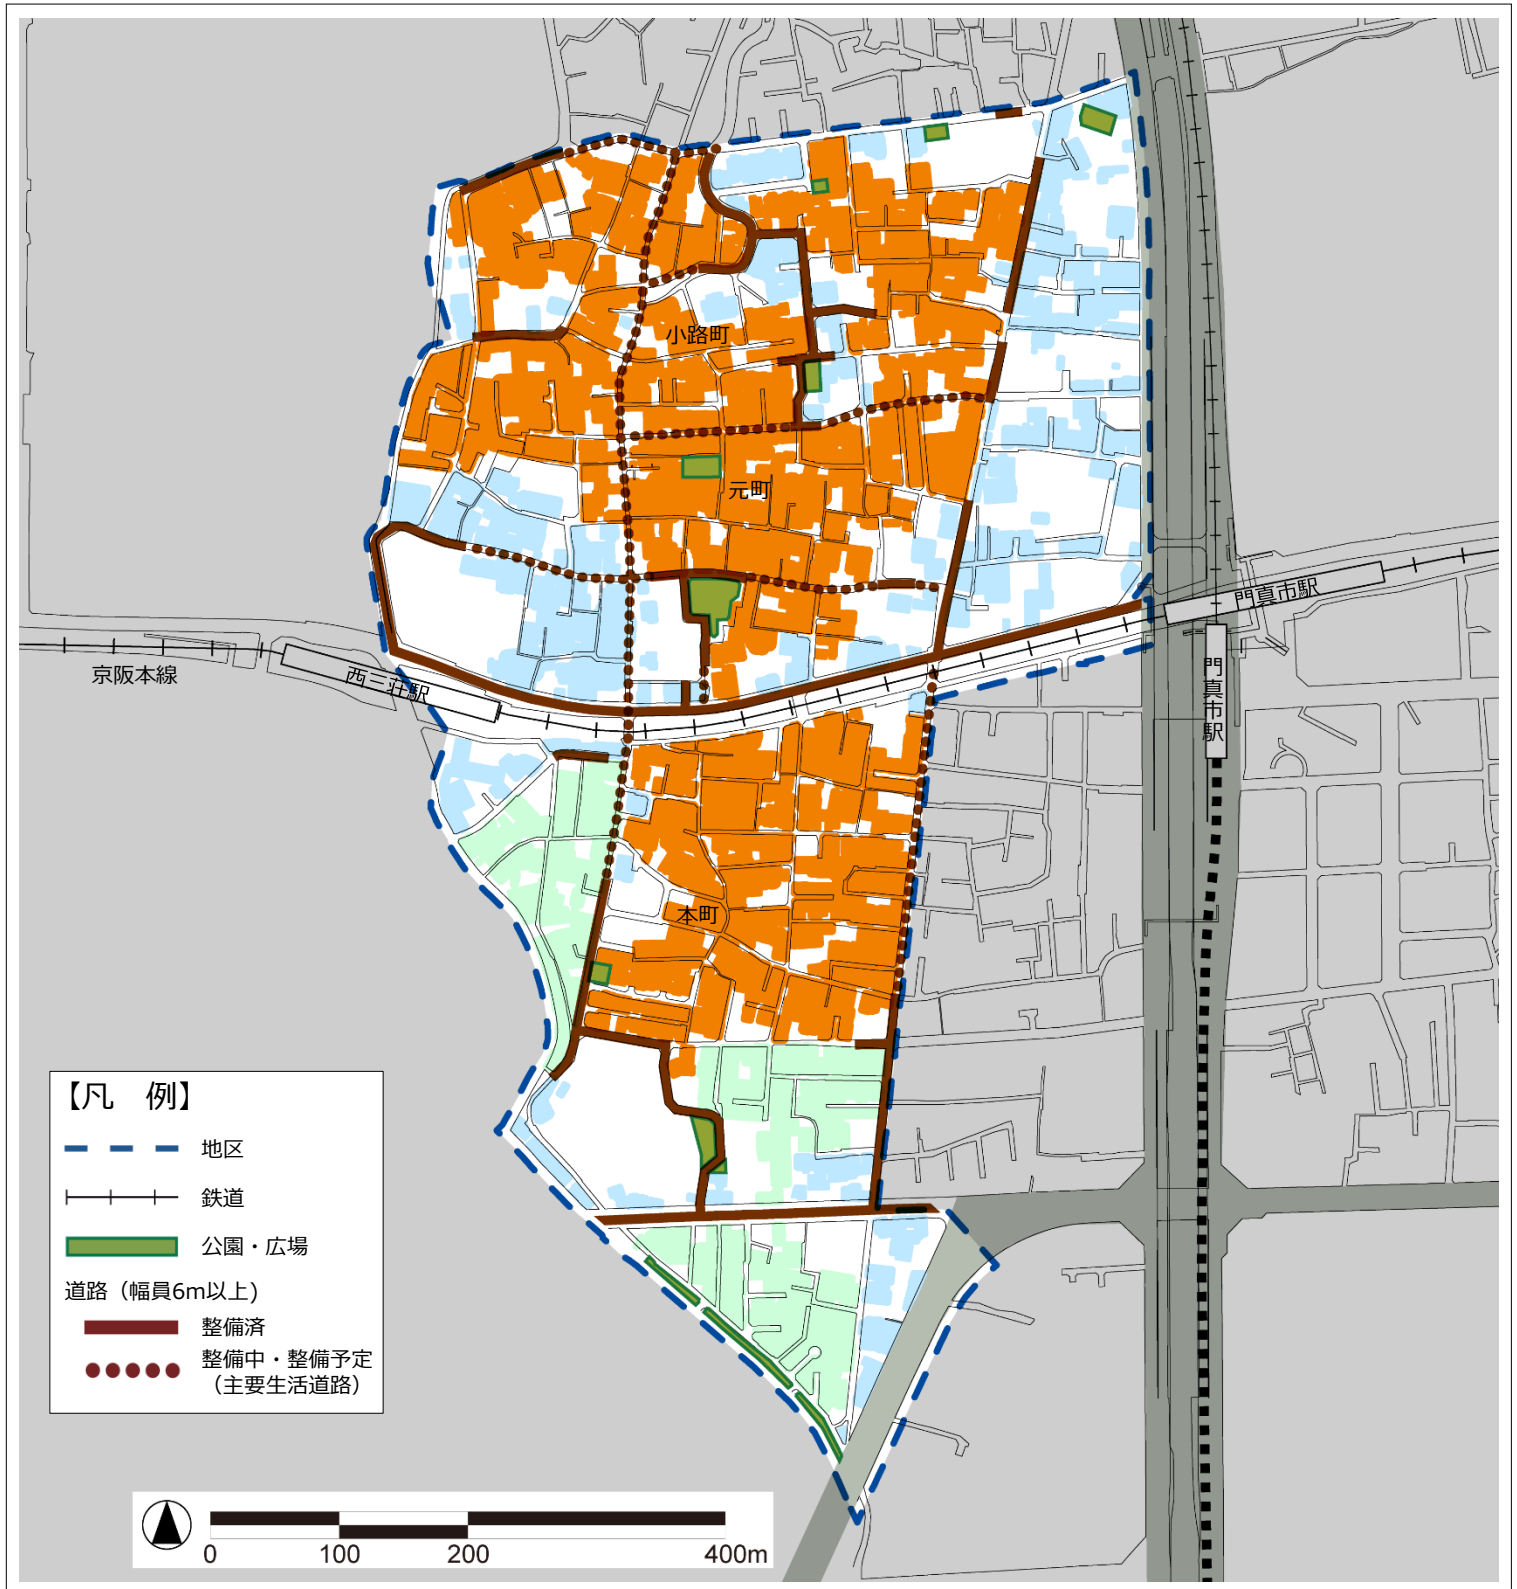 小路町
元町
門真市駅
京阪本線
西三荘駅
門真市駅
本町
【凡　例】
地区
鉄道
公園・広場
道路（幅員6m以上)
整備済
整備中・整備予定
（主要生活道路）
0 100 200 400m